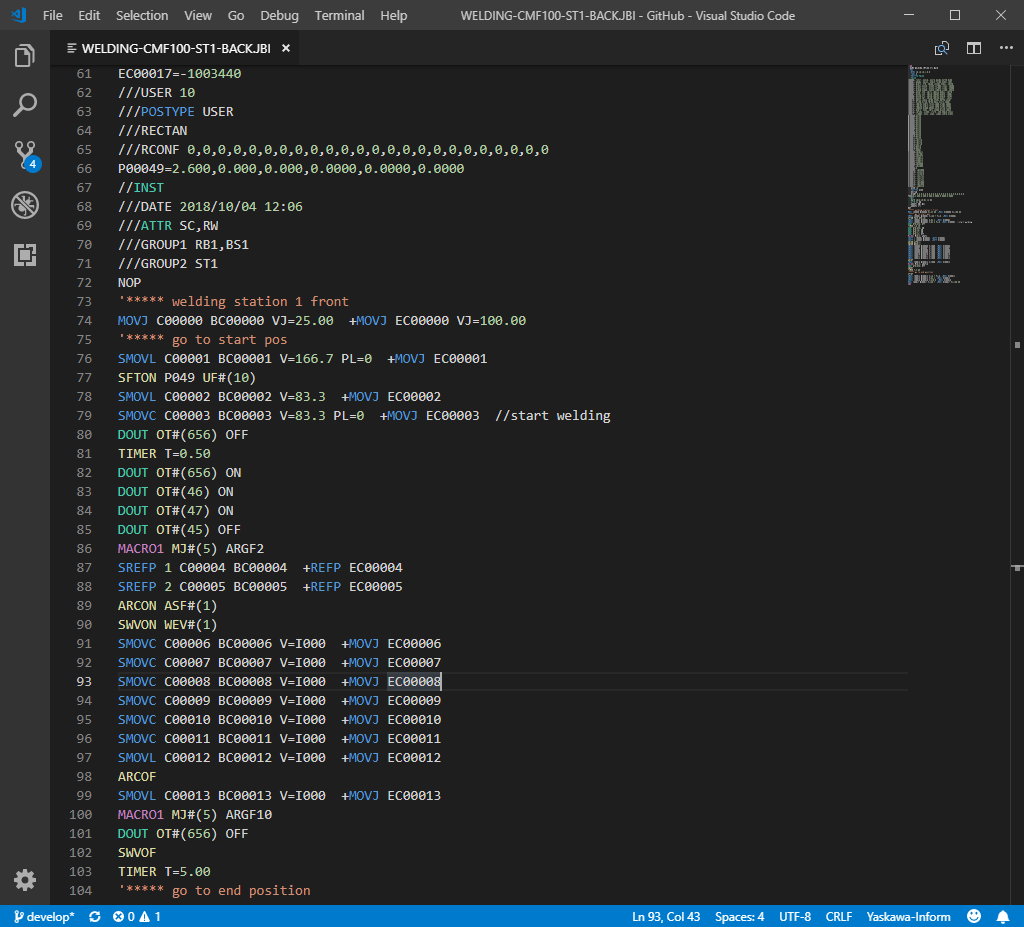 File Edit Selection View Go Debug Terminal Help WELDING-CMF100-ST1-BACK.JBI - GitHub - Visual Studio Code
WELDING-CMF100-ST1-BACK.JBI ×
4
61 EC00017=-1003440
62 ///USER 10
63 ///POSTYPE USER
64 ///RECTAN
65 ///RCONF 0,0,0,0,0,0,0,0,0,0,0,0,0,0,0,0,0,0,0,0,0,0,0,0
66 P00049=2.600,0.000,0.000,0.0000,0.0000,0.0000
67 //INST
68 ///DATE 2018/10/04 12:06
69 ///ATTR SC,RW
70 ///GROUP1 RB1,BS1
71 ///GROUP2 ST1
72 NOP
73 '***** welding station 1 front
74 MOVJ C00000 BC00000 VJ=25.00  +MOVJ EC00000 VJ=100.00
75 '***** go to start pos
76 SMOVL C00001 BC00001 V=166.7 PL=0  +MOVJ EC00001
77 SFTON P049 UF#(10)
78 SMOVL C00002 BC00002 V=83.3  +MOVJ EC00002
79 SMOVC C00003 BC00003 V=83.3 PL=0  +MOVJ EC00003  //start welding
80 DOUT OT#(656) OFF
81 TIMER T=0.50
82 DOUT OT#(656) ON
83 DOUT OT#(46) ON
84 DOUT OT#(47) ON
85 DOUT OT#(45) OFF
86 MACRO1 MJ#(5) ARGF2
87 SREFP 1 C00004 BC00004  +REFP EC00004
88 SREFP 2 C00005 BC00005  +REFP EC00005
89 ARCON ASF#(1)
90 SWVON WEV#(1)
91 SMOVC C00006 BC00006 V=I000  +MOVJ EC00006
92 SMOVC C00007 BC00007 V=I000  +MOVJ EC00007
93 SMOVC C00008 BC00008 V=I000  +MOVJ EC00008
94 SMOVC C00009 BC00009 V=I000  +MOVJ EC00009
95 SMOVC C00010 BC00010 V=I000  +MOVJ EC00010
96 SMOVC C00011 BC00011 V=I000  +MOVJ EC00011
97 SMOVL C00012 BC00012 V=I000  +MOVJ EC00012
98 ARCOF
99 SMOVL C00013 BC00013 V=I000  +MOVJ EC00013
100 MACRO1 MJ#(5) ARGF10
101 DOUT OT#(656) OFF
102 SWVOF
103 TIMER T=5.00
104 '***** go to end position
develop* 0 1 Ln 93, Col 43 Spaces: 4 UTF-8 CRLF Yaskawa-Inform